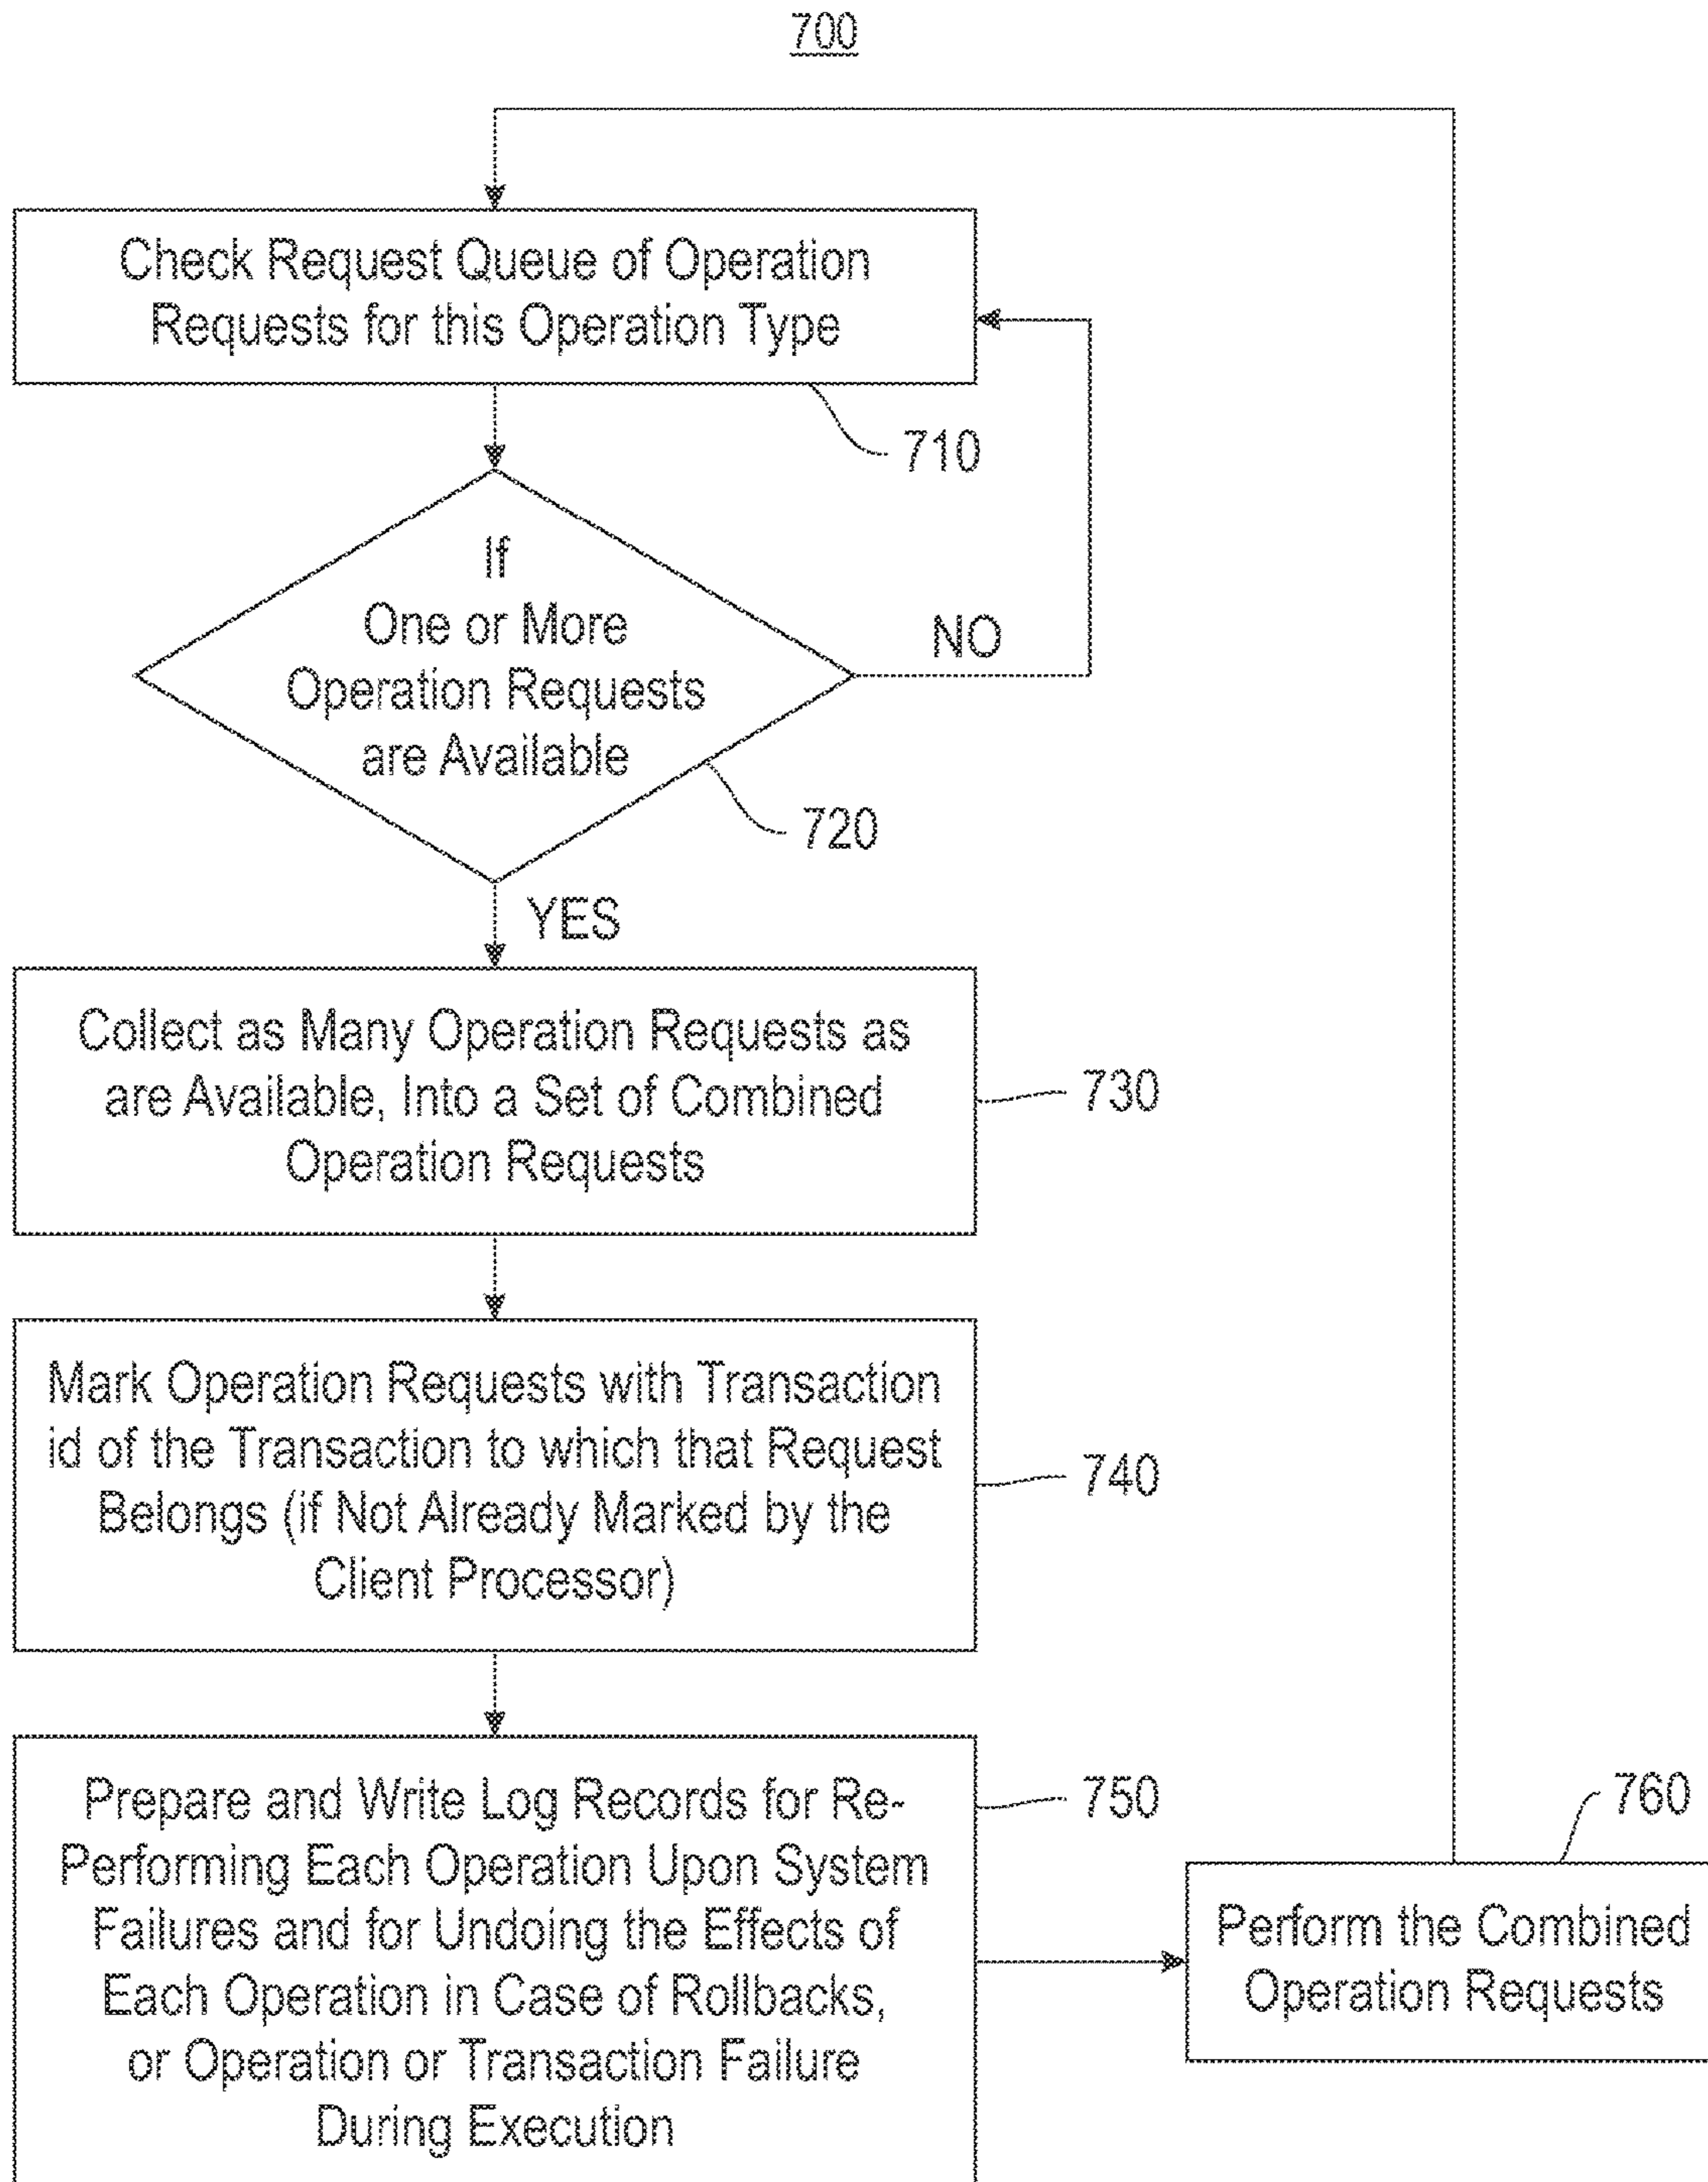 700
Check Request Queue of Operation
Requests for this Operation Type
710
If
One or More
Operation Requests
are Available
NO
720
YES
Collect as Many Operation Requests as
are Available, Into a Set of Combined
Operation Requests
730
Mark Operation Requests with Transaction
id of the Transaction to which that Request
Belongs (if Not Already Marked by the
Client Processor)
740
Prepare and Write Log Records for Re-
Performing Each Operation Upon System
Failures and for Undoing the Effects of
Each Operation in Case of Rollbacks,
or Operation or Transaction Failure
During Execution
750
760
Perform the Combined
Operation Requests